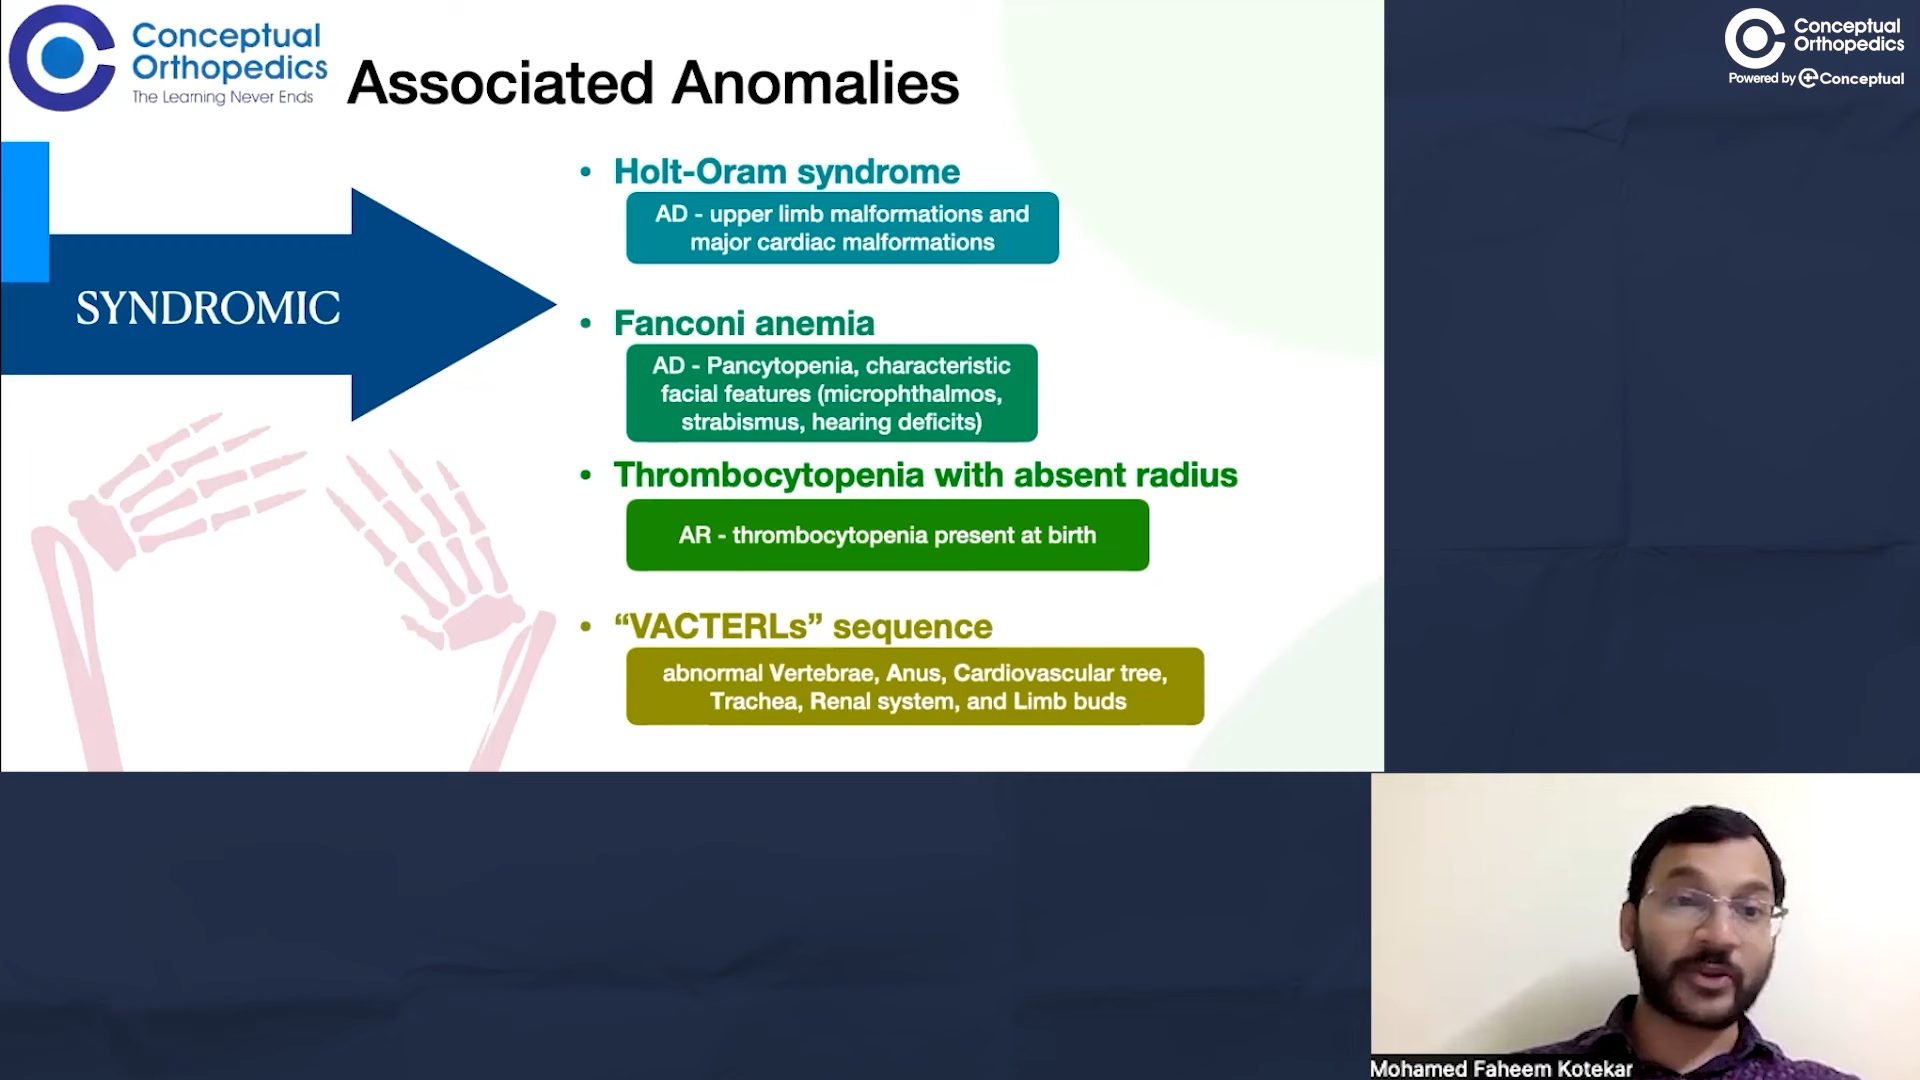 Conceptual
Orthopedics
The Learning Never Ends
Associated Anomalies
Conceptual
Orthopedics
Powered by Conceptual
SYNDROMIC
• Holt-Oram syndrome
AD - upper limb malformations and
major cardiac malformations
• Fanconi anemia
AD - Pancytopenia, characteristic
facial features (microphthalmos,
strabismus, hearing deficits)
• Thrombocytopenia with absent radius
AR - thrombocytopenia present at birth
• “VACTERLs” sequence
abnormal Vertebrae, Anus, Cardiovascular tree,
Trachea, Renal system, and Limb buds
Mohamed Faheem Kotekar